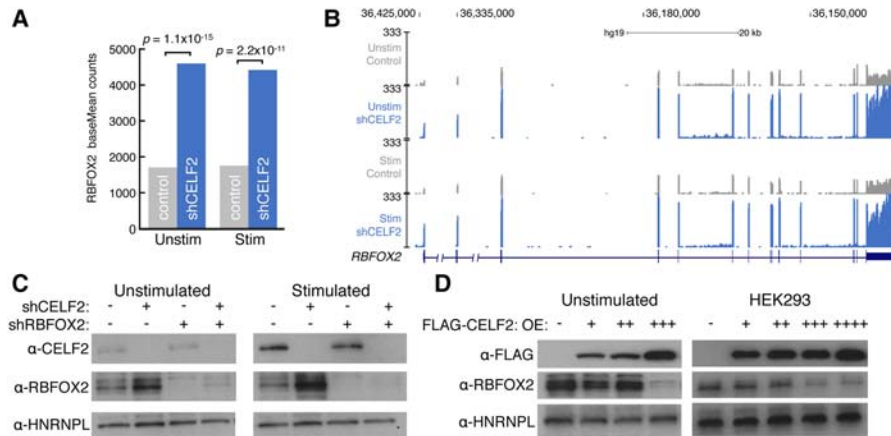 A
p = 1.1x10-15
p = 2.2x10-11
RBFOX2 baseMean counts
5000
4000
3000
2000
1000
0
control
shCELF2
control
shCELF2
Unstim
Stim
B
36,425,000
36,335,000
36,180,000
36,150,000
hg19
20 kb
333
Unstim
Control
333
Unstim
shCELF2
333
Stim
Control
333
Stim
shCELF2
RBFOX2
C
Unstimulated
Stimulated
shCELF2: - + - + - + - +
shRBFOX2: - - + + - - + +
α-CELF2
α-RBFOX2
α-HNRNPL
D
Unstimulated
HEK293
FLAG-CELF2: OE: - + ++ +++ - + ++ +++ ++++
α-FLAG
α-RBFOX2
α-HNRNPL